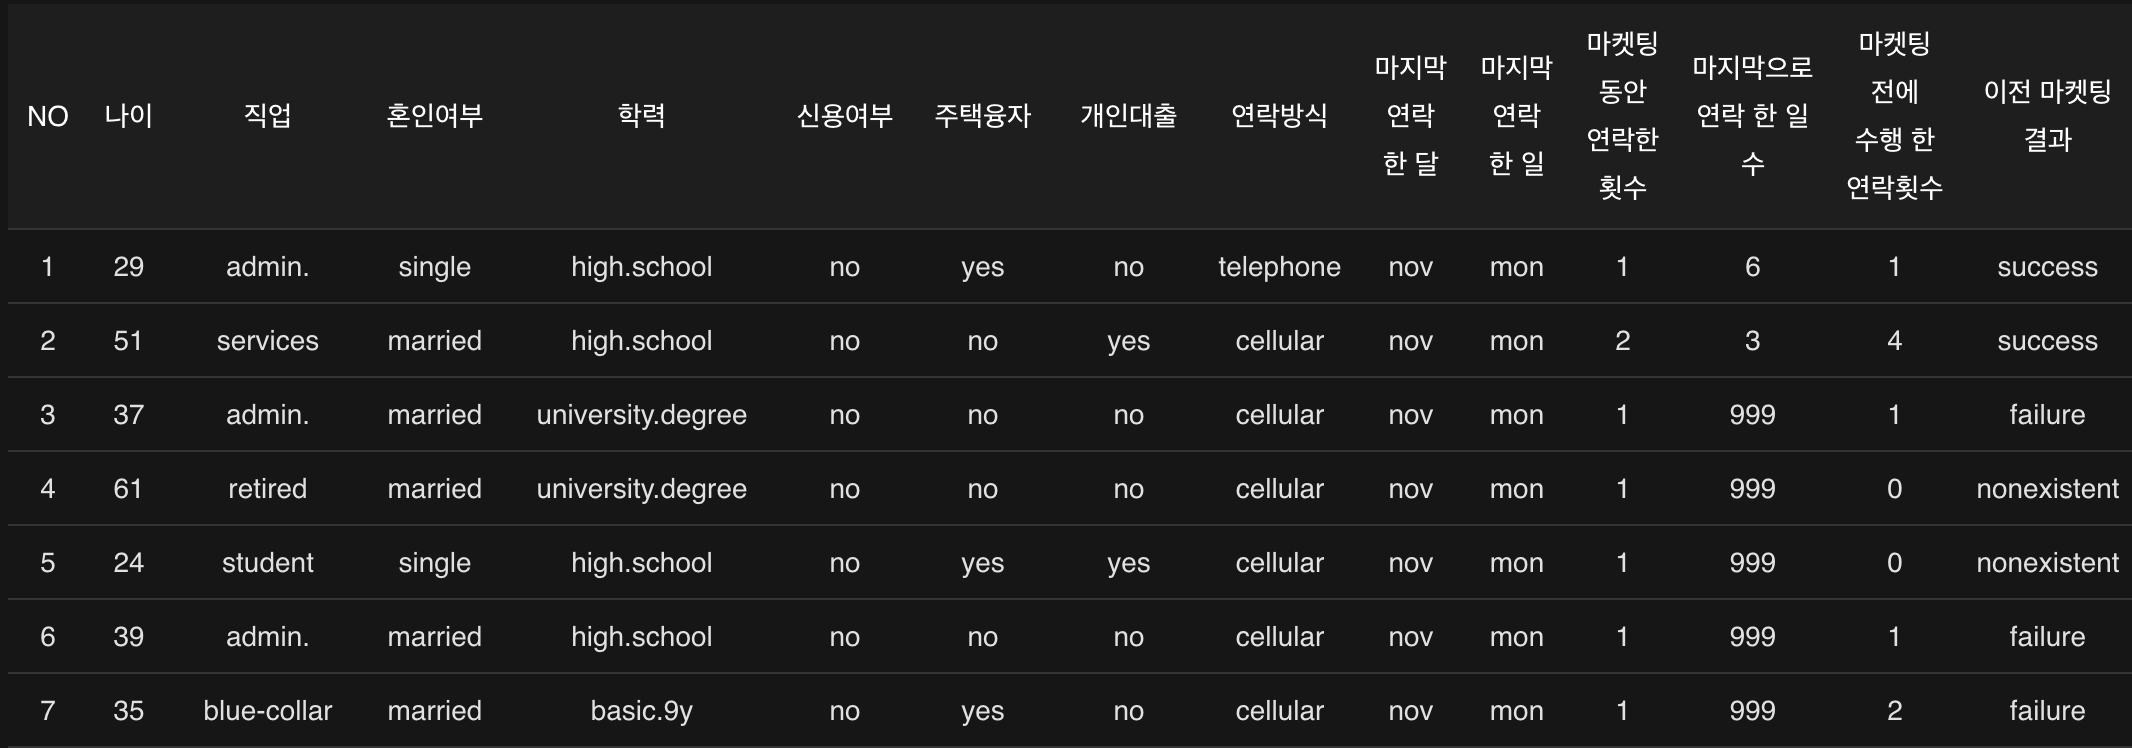 NO 나이 직업 혼인여부 학력 신용여부 주택융자 개인대출 연락방식 마지막 연락 한 달 마지막 연락 한 일 마켓팅 동안 연락한 횟수 마지막으로 연락 한 일 수 마켓팅 전에 수행 한 연락횟수 이전 마켓팅 결과
1 29 admin. single high.school no yes no telephone nov mon 1 6 1 success
2 51 services married high.school no no yes cellular nov mon 2 3 4 success
3 37 admin. married university.degree no no no cellular nov mon 1 999 1 failure
4 61 retired married university.degree no no no cellular nov mon 1 999 0 nonexistent
5 24 student single high.school no yes yes cellular nov mon 1 999 0 nonexistent
6 39 admin. married high.school no no no cellular nov mon 1 999 1 failure
7 35 blue-collar married basic.9y no yes no cellular nov mon 1 999 2 failure